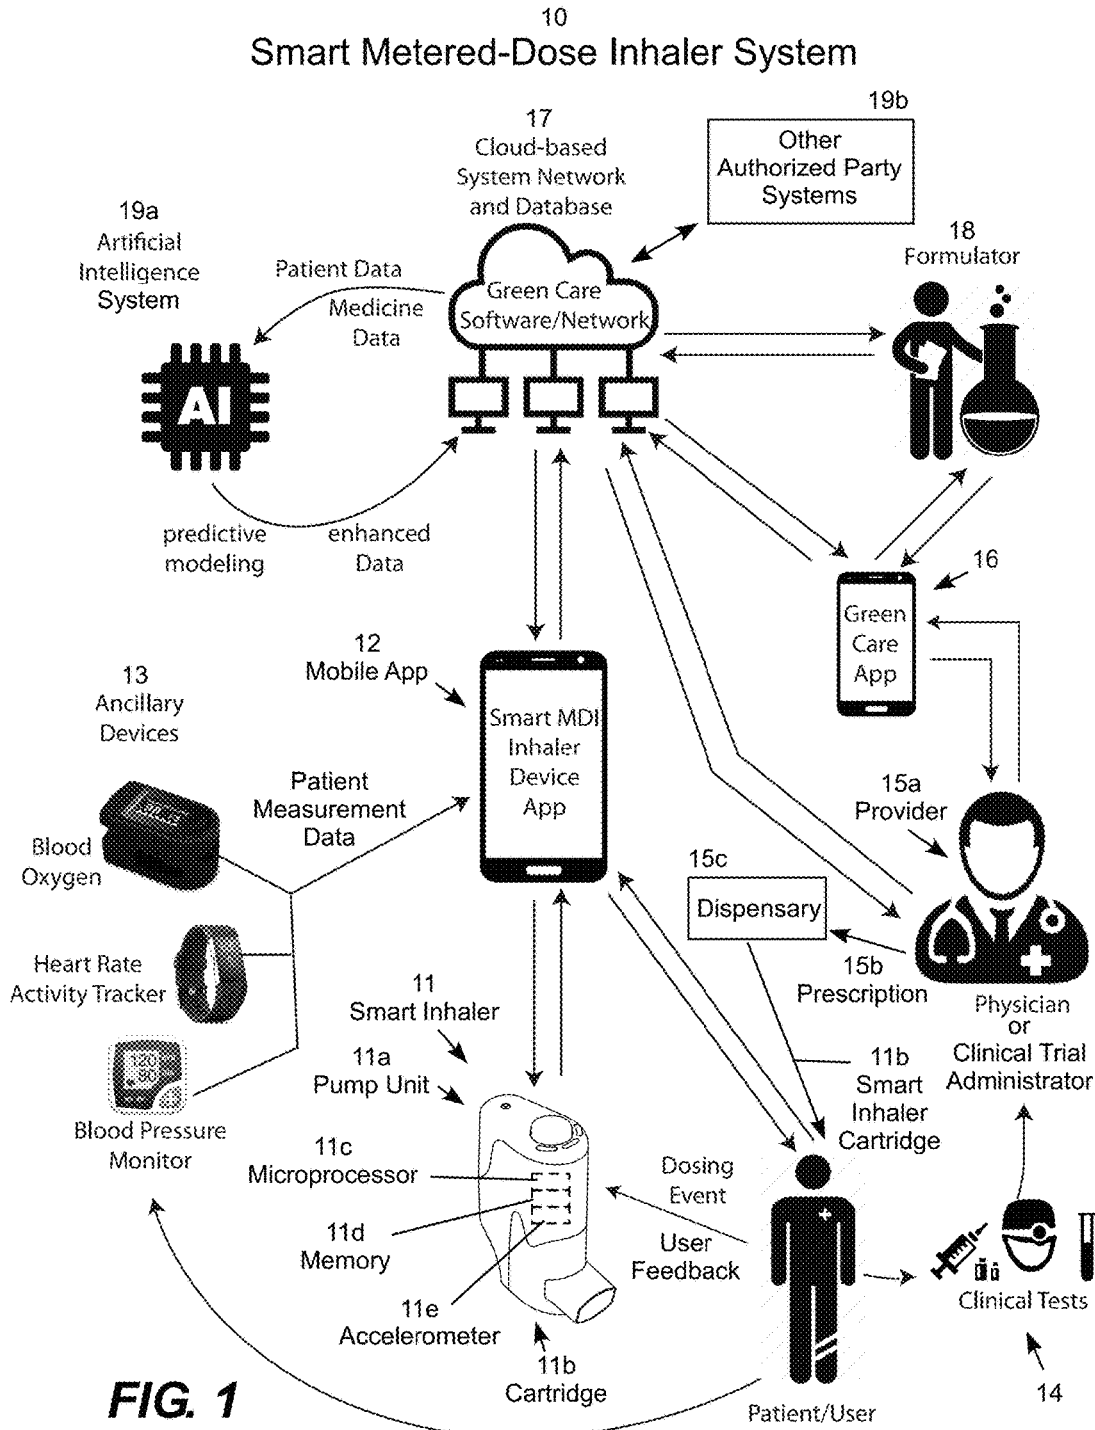 10
Smart Metered-Dose Inhaler System
19b
Other
Authorized Party
Systems
17
Cloud-based
System Network
and Database
19a
Artificial
Intelligence
System
Patient Data
Medicine
Data
Green Care
Software/Network
18
Formulator
AI
predictive
modeling
enhanced
Data
16
Green
Care
App
12
Mobile App
13
Ancillary
Devices
Smart MDI
Inhaler
Device
App
Patient
Measurement
Data
15a
Provider
Blood
Oxygen
15c
Dispensary
15b
Prescription
Heart Rate
Activity Tracker
11
Smart Inhaler
Physician
or
Clinical Trial
Administrator
11a
Pump Unit
11b
Smart
Inhaler
Cartridge
Blood Pressure
Monitor
11c
Microprocessor
Dosing
Event
11d
Memory
User
Feedback
11e
Accelerometer
Clinical Tests
11b
Cartridge
14
FIG. 1
Patient/User